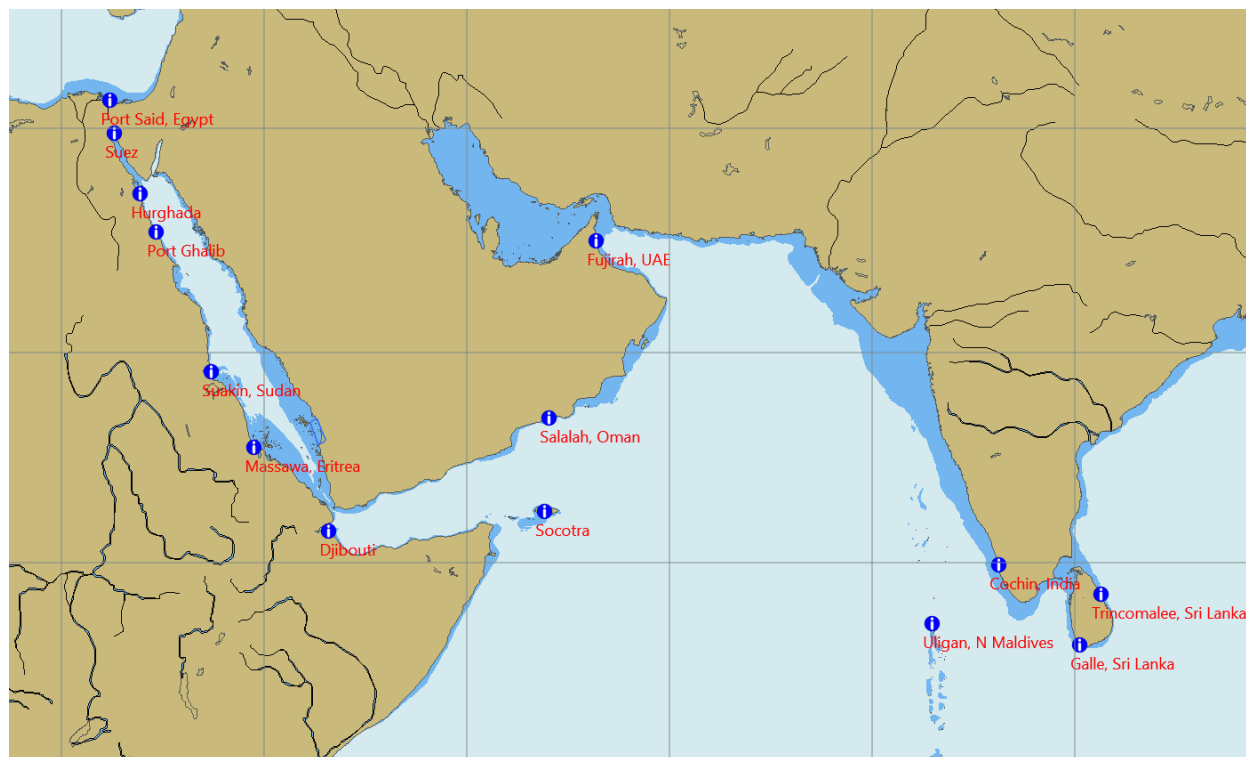 Port Said, Egypt
Suez
Hurghada
Port Ghalib
Fujirah, UAE
Suakin, Sudan
Salalah, Oman
Massawa, Eritrea
Socotra
Djibouti
Cochin, India
Trincomalee, Sri Lanka
Uligan, N Maldives
Galle, Sri Lanka